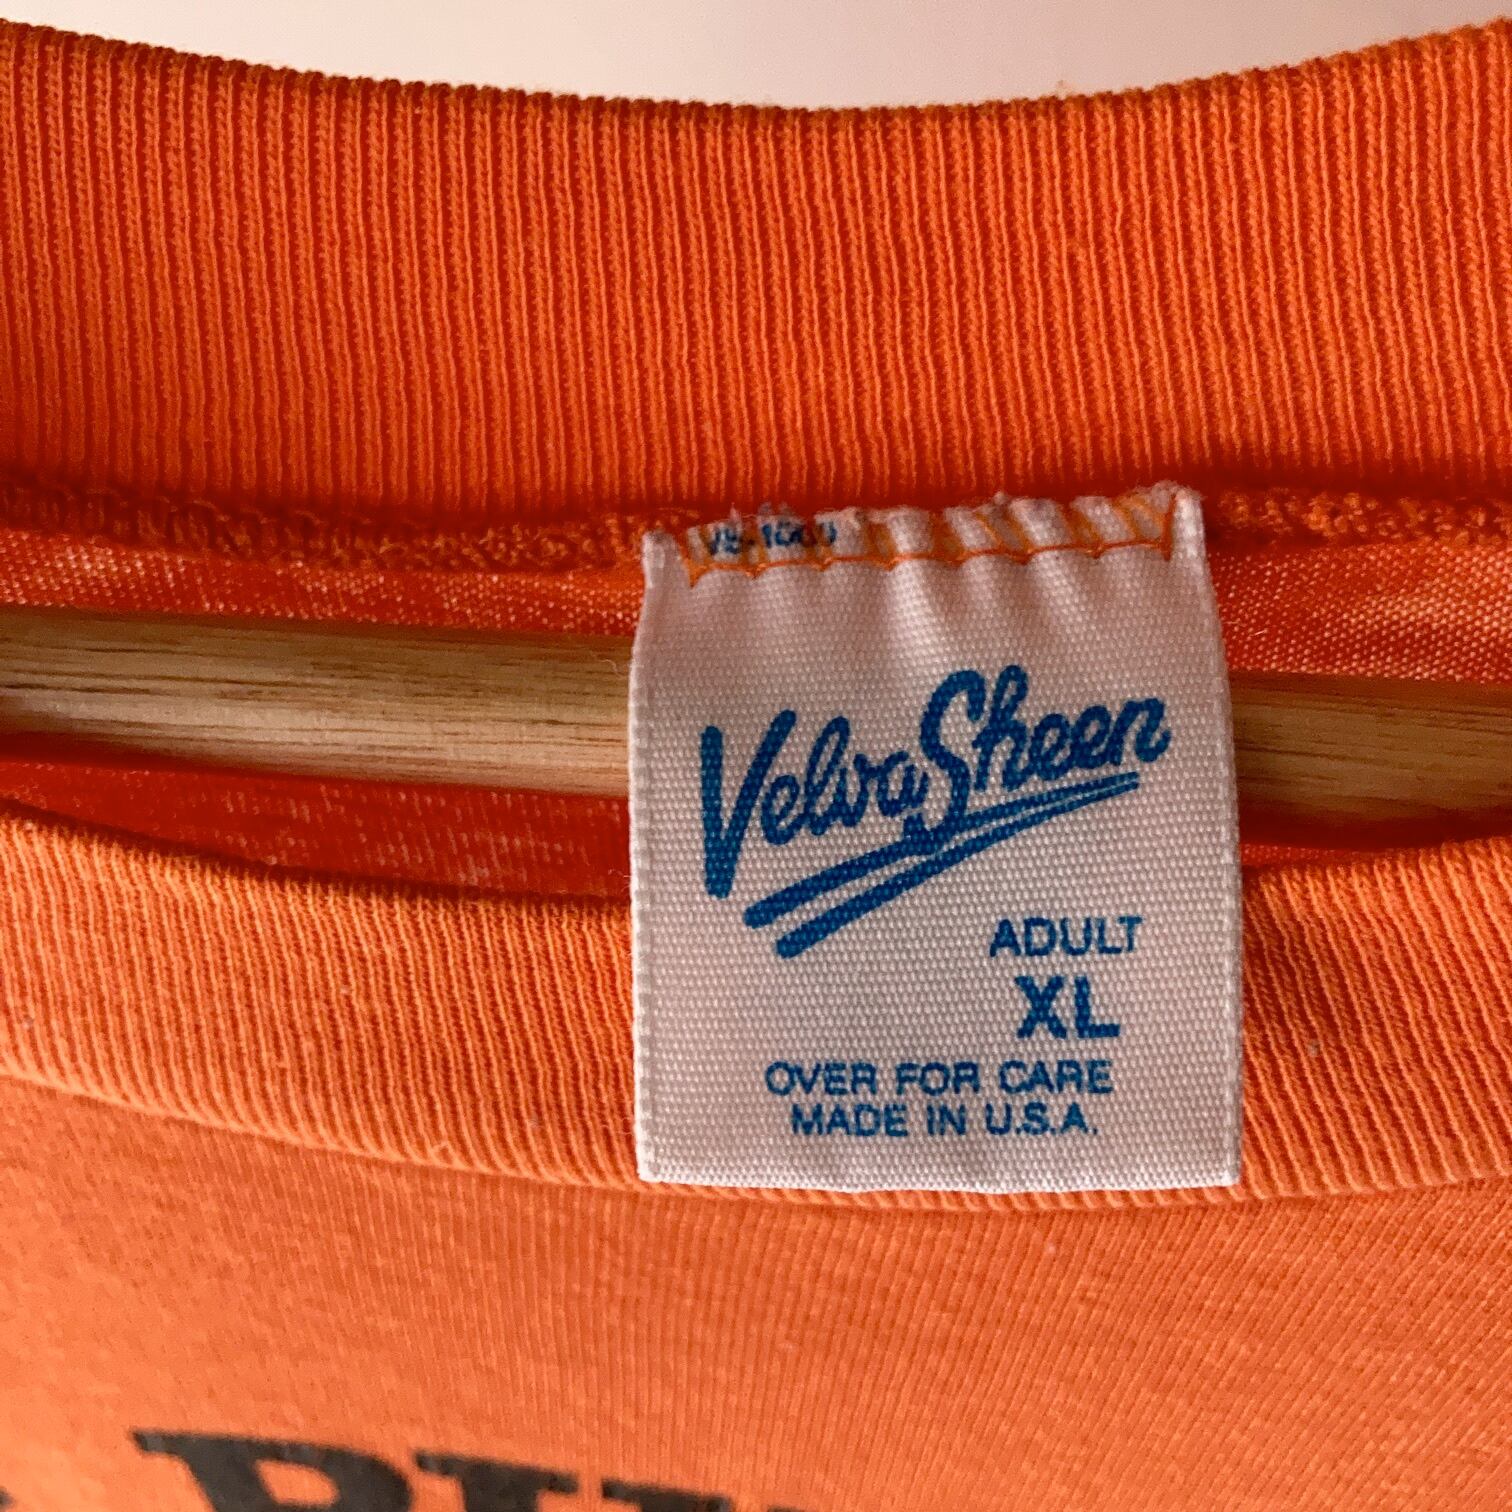 VelvaSheen
ADULT
XL
OVER FOR CARE
MADE IN U.S.A.